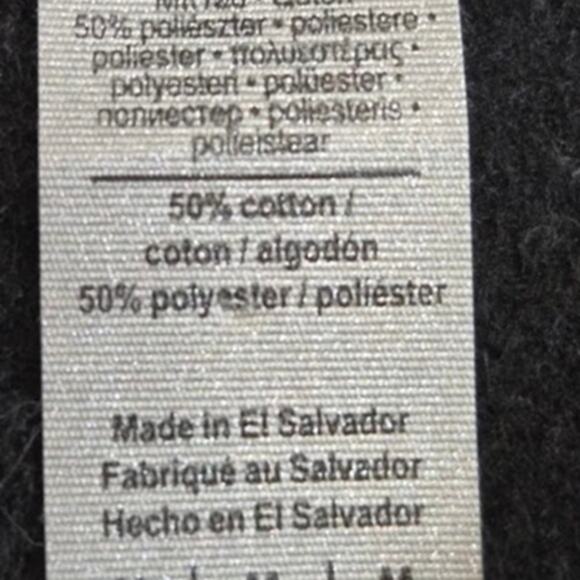 50% poliészter • poliestere •
poliester • πολυεστέρας •
polyesteri • polüester •
полиестер • poliesteris •
poileistear
50% cotton /
coton / algodón
50% polyester / poliéster
Made in El Salvador
Fabriqué au Salvador
Hecho en El Salvador